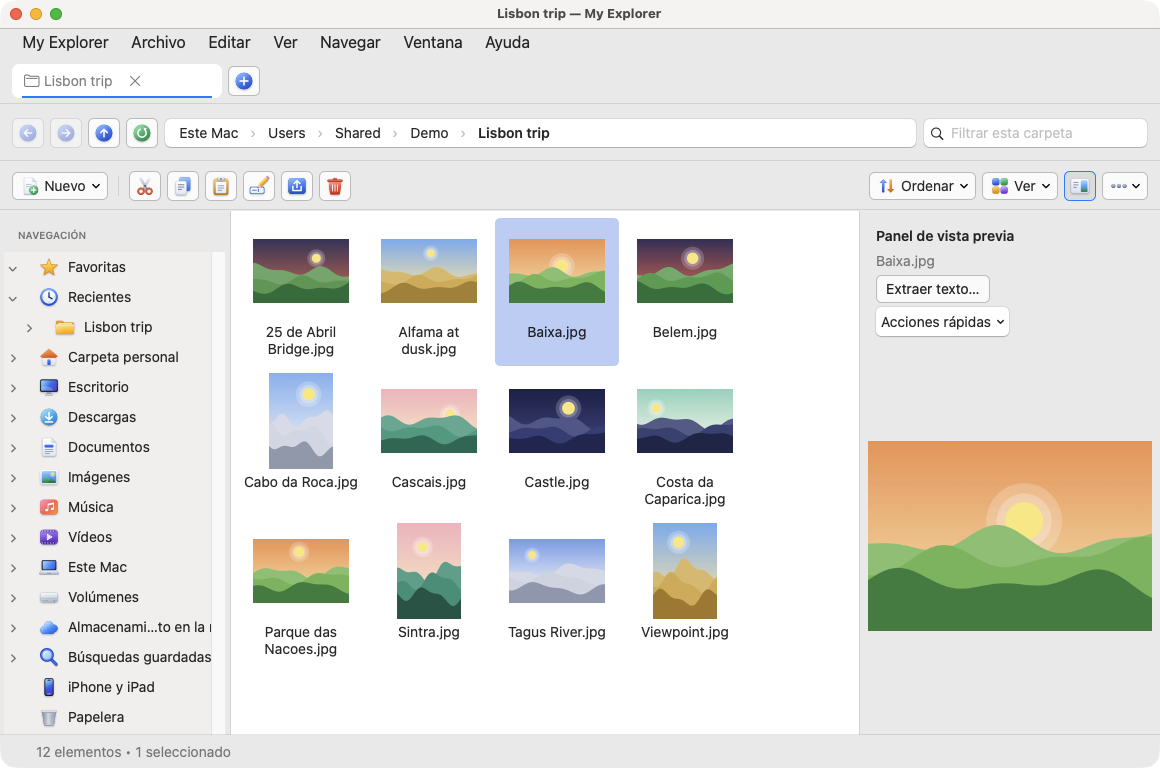 Lisbon trip — My Explorer
My Explorer Archivo Editar Ver Navegar Ventana Ayuda
Lisbon trip
Este Mac › Users › Shared › Demo › Lisbon trip
Filtrar esta carpeta
Nuevo
Ordenar
Ver
NAVEGACIÓN
Favoritas
Recientes
Lisbon trip
Carpeta personal
Escritorio
Descargas
Documentos
Imágenes
Música
Vídeos
Este Mac
Volúmenes
Almacenami...to en la
Búsquedas guardadas
iPhone y iPad
Papelera
25 de Abril
Bridge.jpg
Alfama at
dusk.jpg
Baixa.jpg
Belem.jpg
Cabo da Roca.jpg
Cascais.jpg
Castle.jpg
Costa da
Caparica.jpg
Parque das
Nacoes.jpg
Sintra.jpg
Tagus River.jpg
Viewpoint.jpg
Panel de vista previa
Baixa.jpg
Extraer texto...
Acciones rápidas
12 elementos • 1 seleccionado